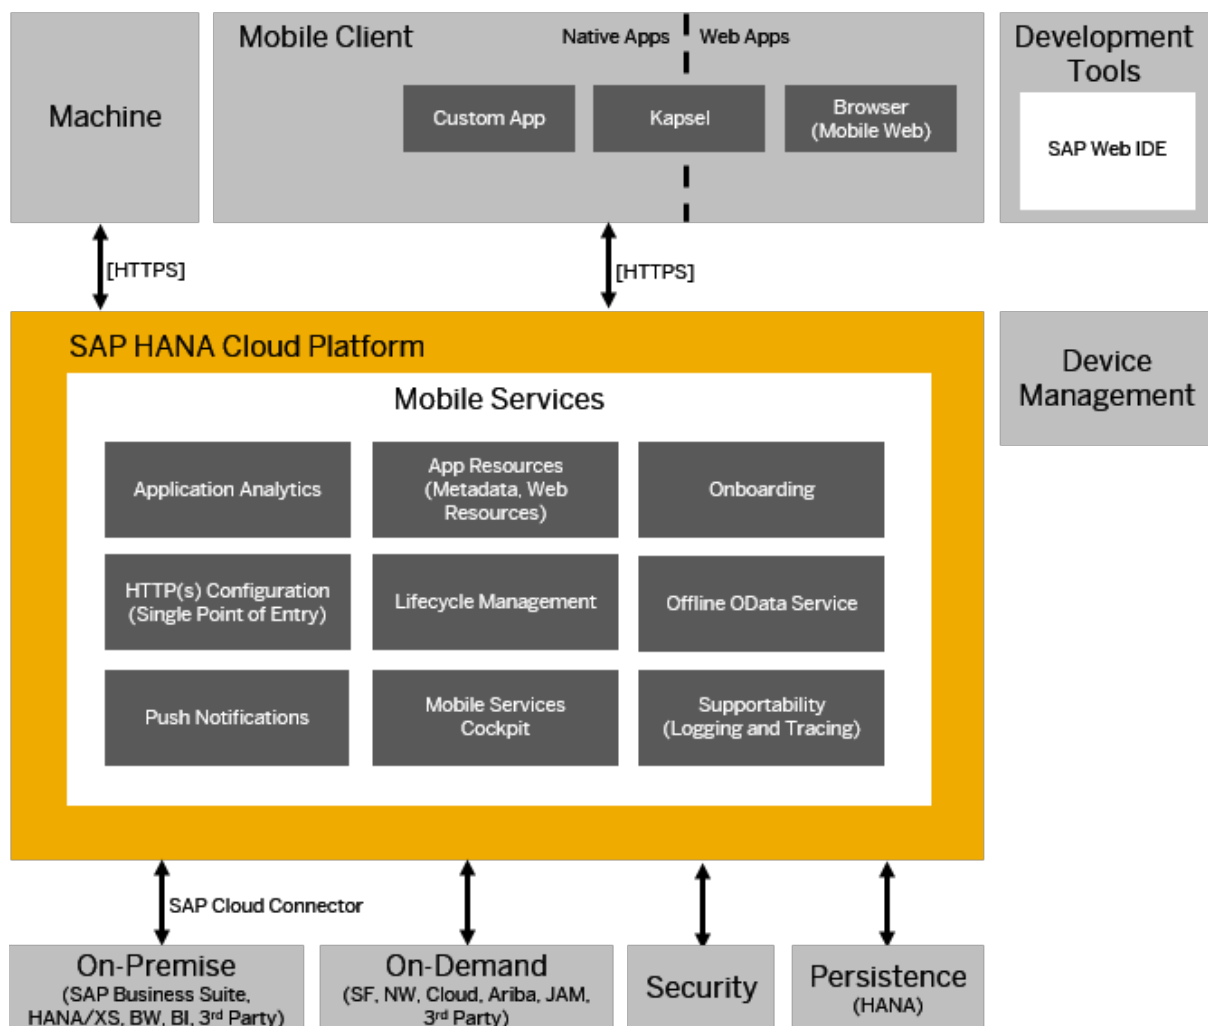 Machine
Mobile Client
Native Apps
Web Apps
Custom App
Kapsel
Browser
(Mobile Web)
Development
Tools
SAP Web IDE
[HTTPS]
[HTTPS]
SAP HANA Cloud Platform
Mobile Services
Application Analytics
App Resources
(Metadata, Web
Resources)
Onboarding
HTTP(s) Configuration
(Single Point of Entry)
Lifecycle Management
Offline OData Service
Push Notifications
Mobile Services
Cockpit
Supportability
(Logging and Tracing)
Device
Management
SAP Cloud Connector
On-Premise
(SAP Business Suite,
HANA/XS, BW, BI, 3rd Party)
On-Demand
(SF, NW, Cloud, Ariba, JAM,
3rd Party)
Security
Persistence
(HANA)